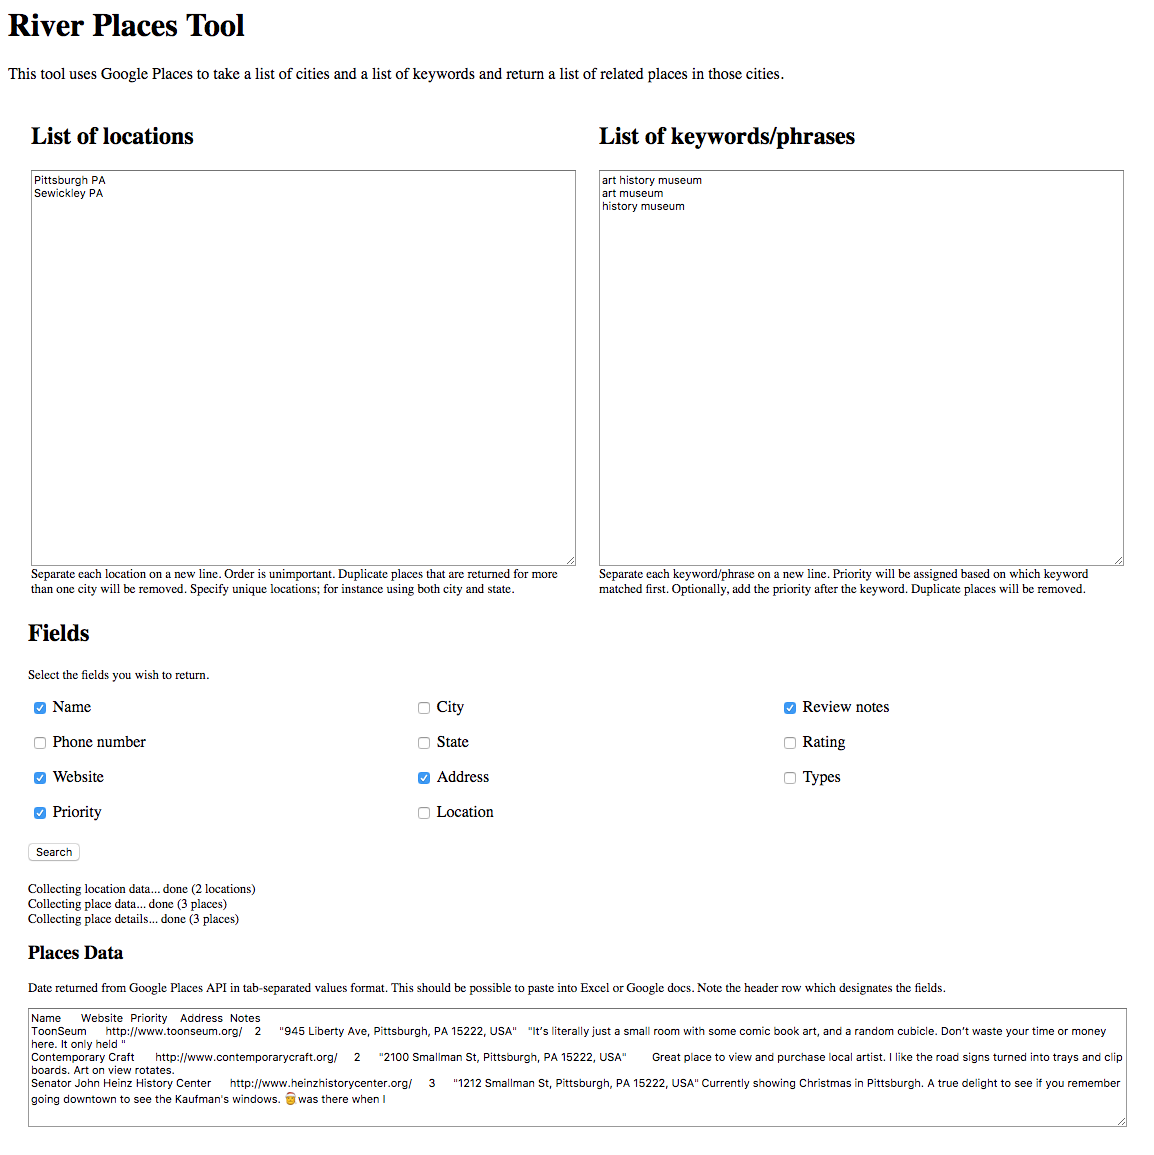 River Places Tool
This tool uses Google Places to take a list of cities and a list of keywords and return a list of related places in those cities.
List of locations
Pittsburgh PA
Sewickley PA
Separate each location on a new line. Order is unimportant. Duplicate places that are returned for more
than one city will be removed. Specify unique locations; for instance using both city and state.
List of keywords/phrases
art history museum
art museum
history museum
Separate each keyword/phrase on a new line. Priority will be assigned based on which keyword
matched first. Optionally, add the priority after the keyword. Duplicate places will be removed.
Fields
Select the fields you wish to return.
Name City Review notes
Phone number State Rating
Website Address Types
Priority Location
Search
Collecting location data... done (2 locations)
Collecting place data... done (3 places)
Collecting place details... done (3 places)
Places Data
Date returned from Google Places API in tab-separated values format. This should be possible to paste into Excel or Google docs. Note the header row which designates the fields.
Name Website Priority Address Notes
ToonSeum http://www.toonseum.org/ 2 "945 Liberty Ave, Pittsburgh, PA 15222, USA" "It's literally just a small room with some comic book art, and a random cubicle. Don't waste your time or money
here. It only held "
Contemporary Craft http://www.contemporarycraft.org/ 2 "2100 Smallman St, Pittsburgh, PA 15222, USA" Great place to view and purchase local artist. I like the road signs turned into trays and clip
boards. Art on view rotates.
Senator John Heinz History Center http://www.heinzhistorycenter.org/ 3 "1212 Smallman St, Pittsburgh, PA 15222, USA" Currently showing Christmas in Pittsburgh. A true delight to see if you remember
going downtown to see the Kaufman's windows. 🎅was there when I